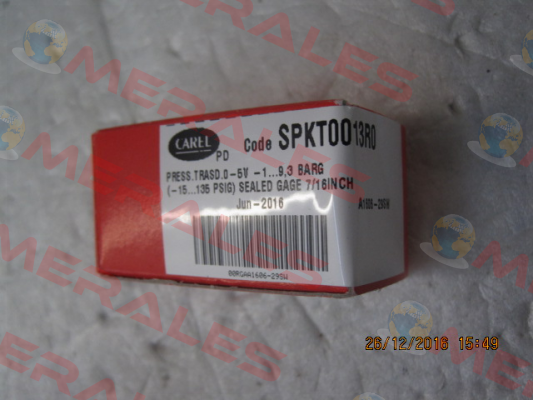 CAREL
PD
Code SPKT0013R0
PRESS.TRASD.0-5V -1...9,3 BARG
(-15...135 PSIG) SEALED GAGE 7/16INCH
Jun-2016
MERALES
26/12/2016 15:49